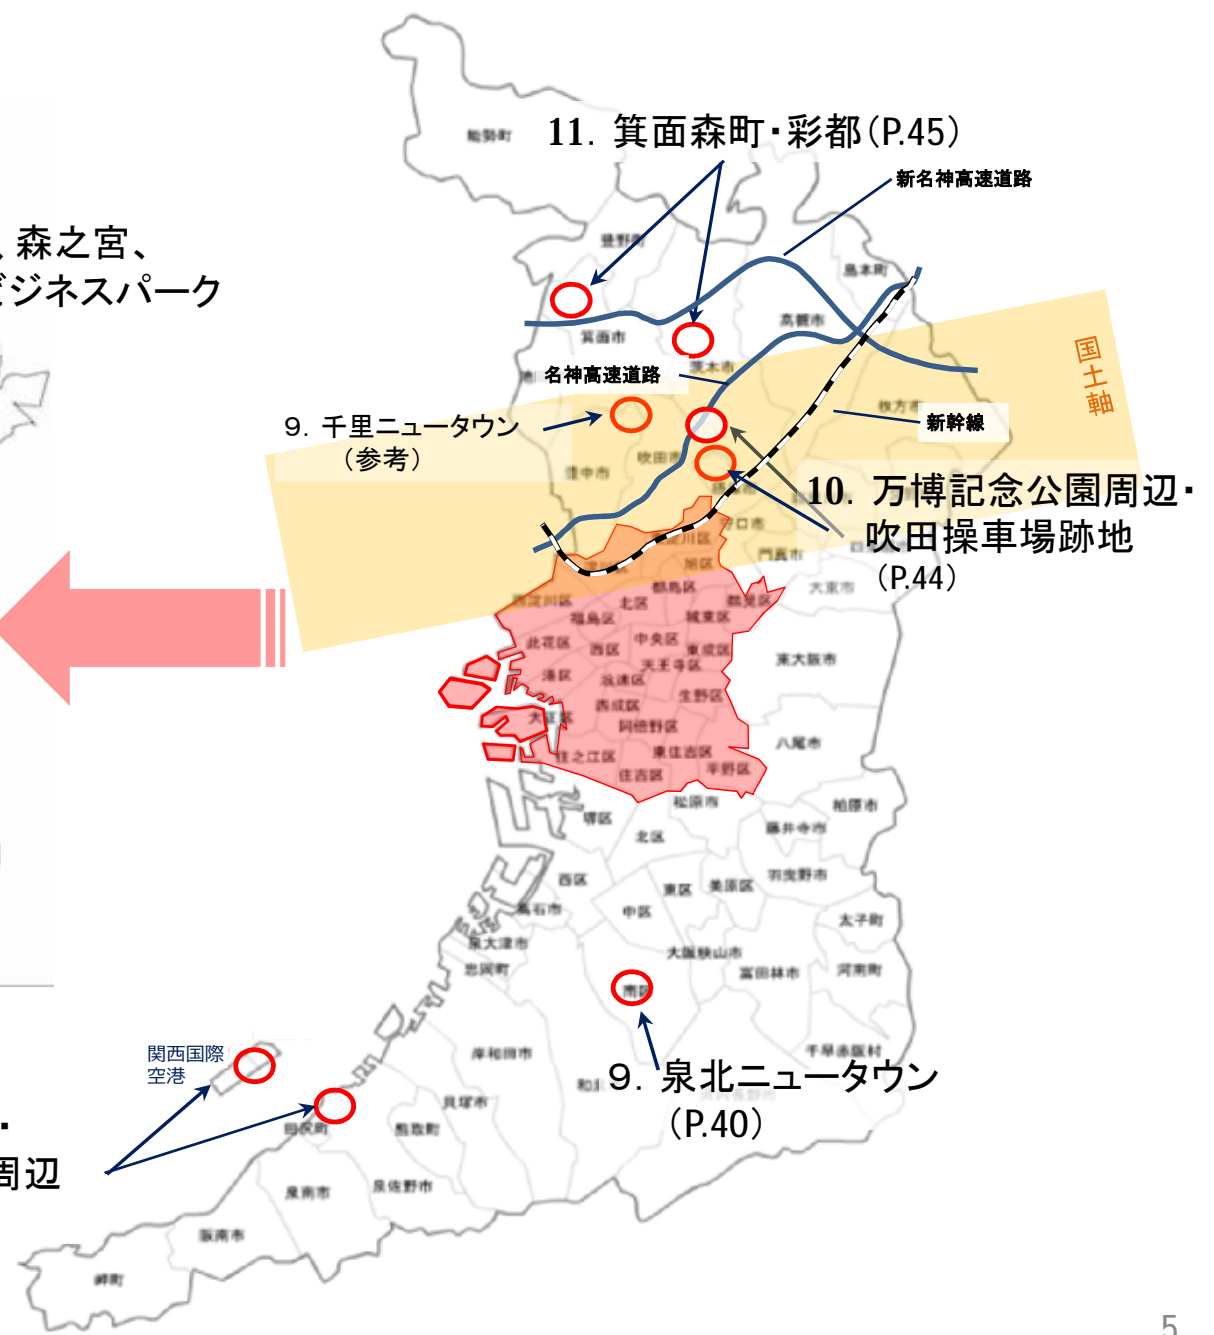 能勢町
11. 箕面森町・彩都(P.45)
新名神高速道路
、森之宮、
ビジネスパーク
豊野町
島本町
箕面市
高槻市
国土軸
茨木市
名神高速道路
枚方市
9. 千里ニュータウン
(参考)
新幹線
吹田市
豊中市
10. 万博記念公園周辺・
吹田操車場跡地
(P.44)
守口市
門真市
旭区
大東市
都島区
西淀川区
北区
鶴見区
福島区
城東区
此花区
西区
中央区
東成区
天王寺区
東大阪市
港区
浪速区
生野区
西成区
大正区
阿倍野区
八尾市
住之江区
東住吉区
平野区
住吉区
松原市
柏原市
堺区
藤井寺市
北区
西区
東区
美原区
羽曳野市
高石市
中区
太子町
泉大津市
大阪狭山市
忠岡町
富田林市
河南町
南区
関西国際
空港
岸和田市
千早赤阪村
9. 泉北ニュータウン
(P.40)
貝塚市
田尻町
熊取町
・
周辺
泉南市
泉佐野市
阪南市
岬町
5